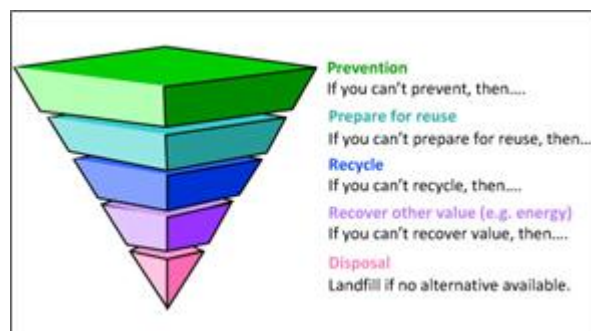 Prevention
If you can't prevent, then....
Prepare for reuse
If you can't prepare for reuse, then...
Recycle
If you can't recycle, then....
Recover other value (e.g. energy)
If you can't recover value, then....
Disposal
Landfill if no alternative available.